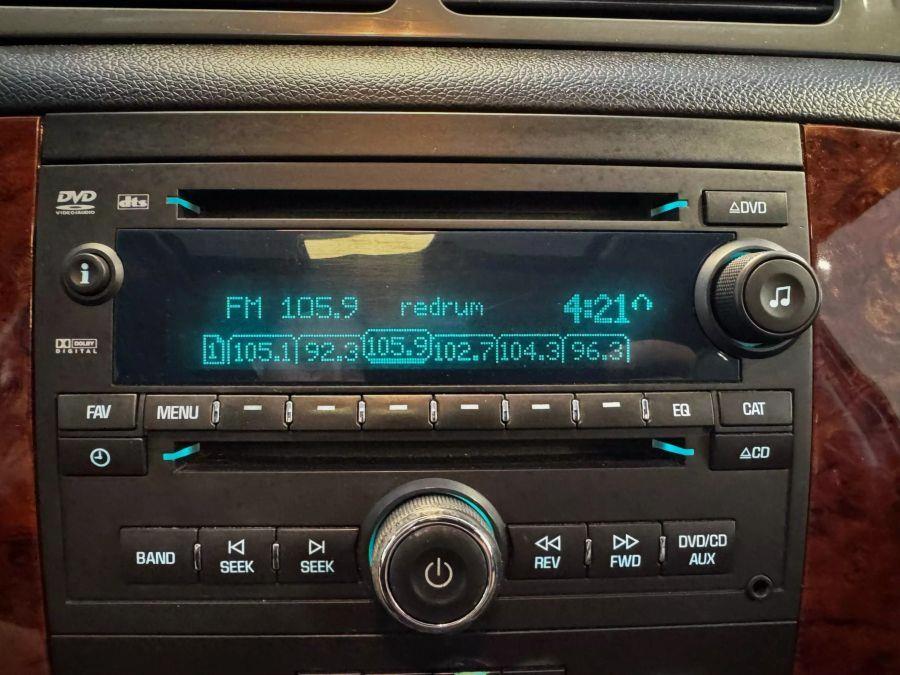 DVD
VIDEO/AUDIO
dts
DVD
i
FM 105.9 redrum 4:21^
1 105.1 92.3 105.9 102.7 104.3 96.3
DOLBY
DIGITAL
FAV MENU EQ CAT
CD
BAND SEEK SEEK REV FWD DVD/CD
AUX